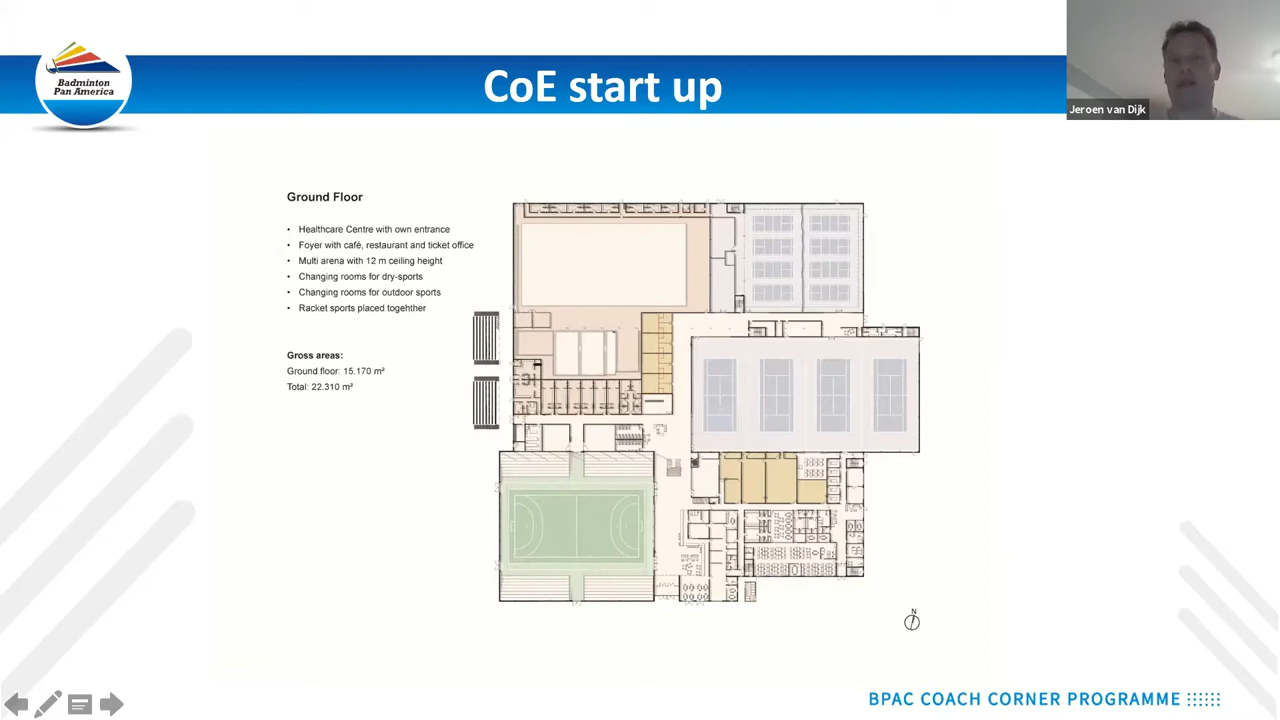 CoE start up
Badminton
Pan America
Jeroen van Dijk
Ground Floor
• Healthcare Centre with own entrance
• Foyer with café, restaurant and ticket office
• Multi arena with 12 m ceiling height
• Changing rooms for dry-sports
• Changing rooms for outdoor sports
• Racket sports placed togehther
Gross areas:
Ground floor: 15.170 m²
Total: 22.310 m²
N
BPAC COACH CORNER PROGRAMME